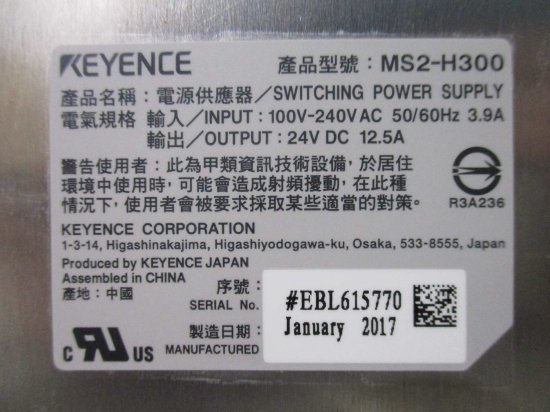 KEYENCE 產品型號：MS2-H300
產品名稱：電源供應器／SWITCHING POWER SUPPLY
電氣規格 輸入／INPUT：100V-240V AC 50/60Hz 3.9A
輸出／OUTPUT：24V DC 12.5A
警告使用者：此為甲類資訊技術設備，於居住
環境中使用時，可能會造成射頻擾動，在此種
情況下，使用者會被要求採取某些適當的對策。
R3A236
KEYENCE CORPORATION
1-3-14, Higashinakajima, Higashiyodogawa-ku, Osaka, 533-8555, Japan
Produced by KEYENCE JAPAN
Assembled in CHINA
產地：中國
序號：
SERIAL No.
#EBL615770
製造日期：
MANUFACTURED
January 2017
c RU US